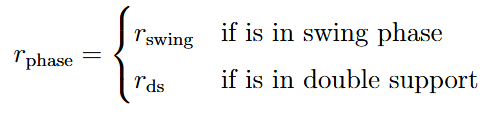 r_phase = { r_swing if is in swing phase
r_ds if is in double support